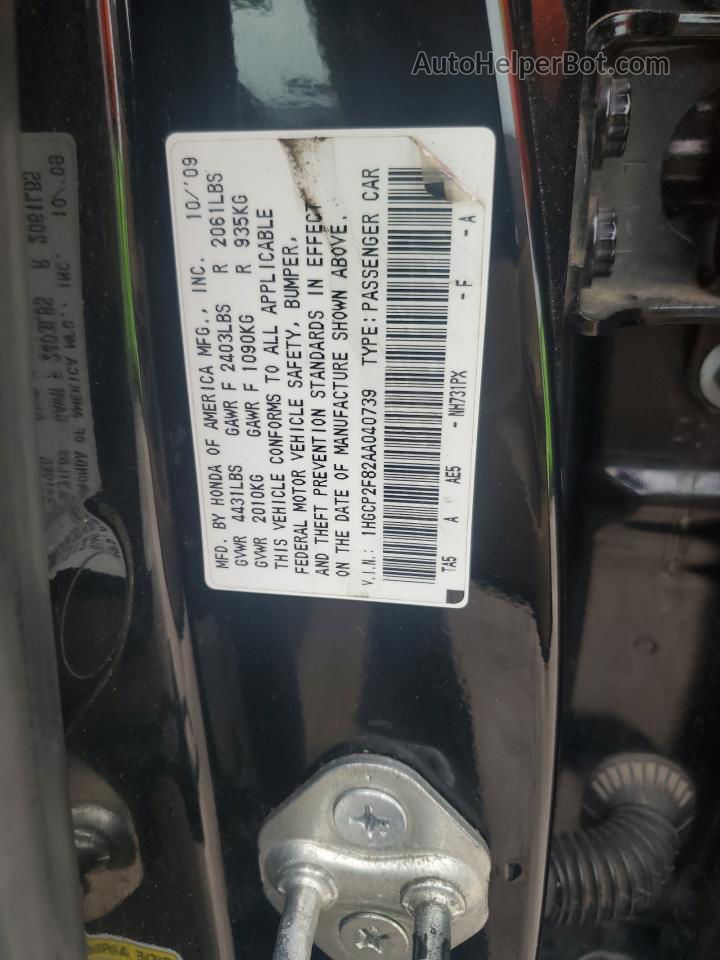 AutoHelperBot.com
MFD. BY HONDA OF AMERICA MFG., INC. 10/'09
GVWR 4431LBS GAWR F 2403LBS R 2061LBS
GVWR 2010KG GAWR F 1090KG R 935KG
THIS VEHICLE CONFORMS TO ALL APPLICABLE
FEDERAL MOTOR VEHICLE SAFETY, BUMPER,
AND THEFT PREVENTION STANDARDS IN EFFECT
ON THE DATE OF MANUFACTURE SHOWN ABOVE.
V.I.N.: 1HGCP2F82AA040739 TYPE:PASSENGER CAR
TA5 A AE5 -NH731PX -F -A